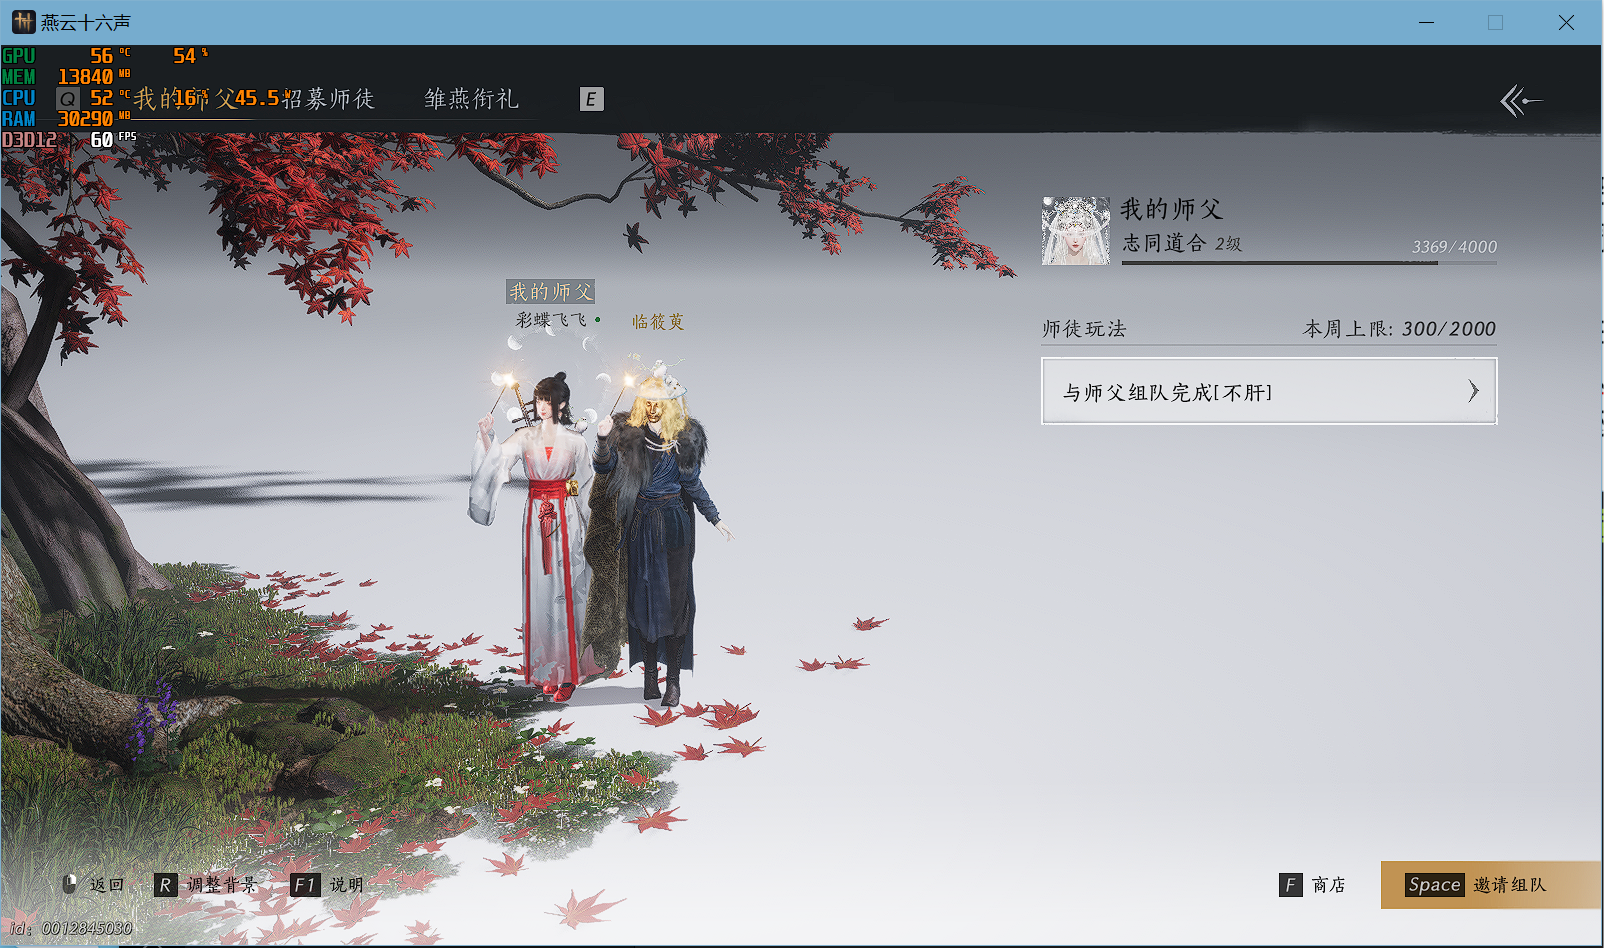 燕云十六声
GPU 56 °C 54 %
MEM 13840 MB
CPU 52 °C 16 % 45.5 W
RAM 30290 MB
D3D12 60 FPS
Q 我的师父 招募师徒 雏燕衔礼 E
我的师父
志同道合 2级 3369/4000
师徒玩法 本周上限: 300/2000
与师父组队完成[不肝]
我的师父
彩蝶飞飞 临筱萸
返回 R 调整背景 F1 说明
F 商店 Space 邀请组队
id: 0012845030